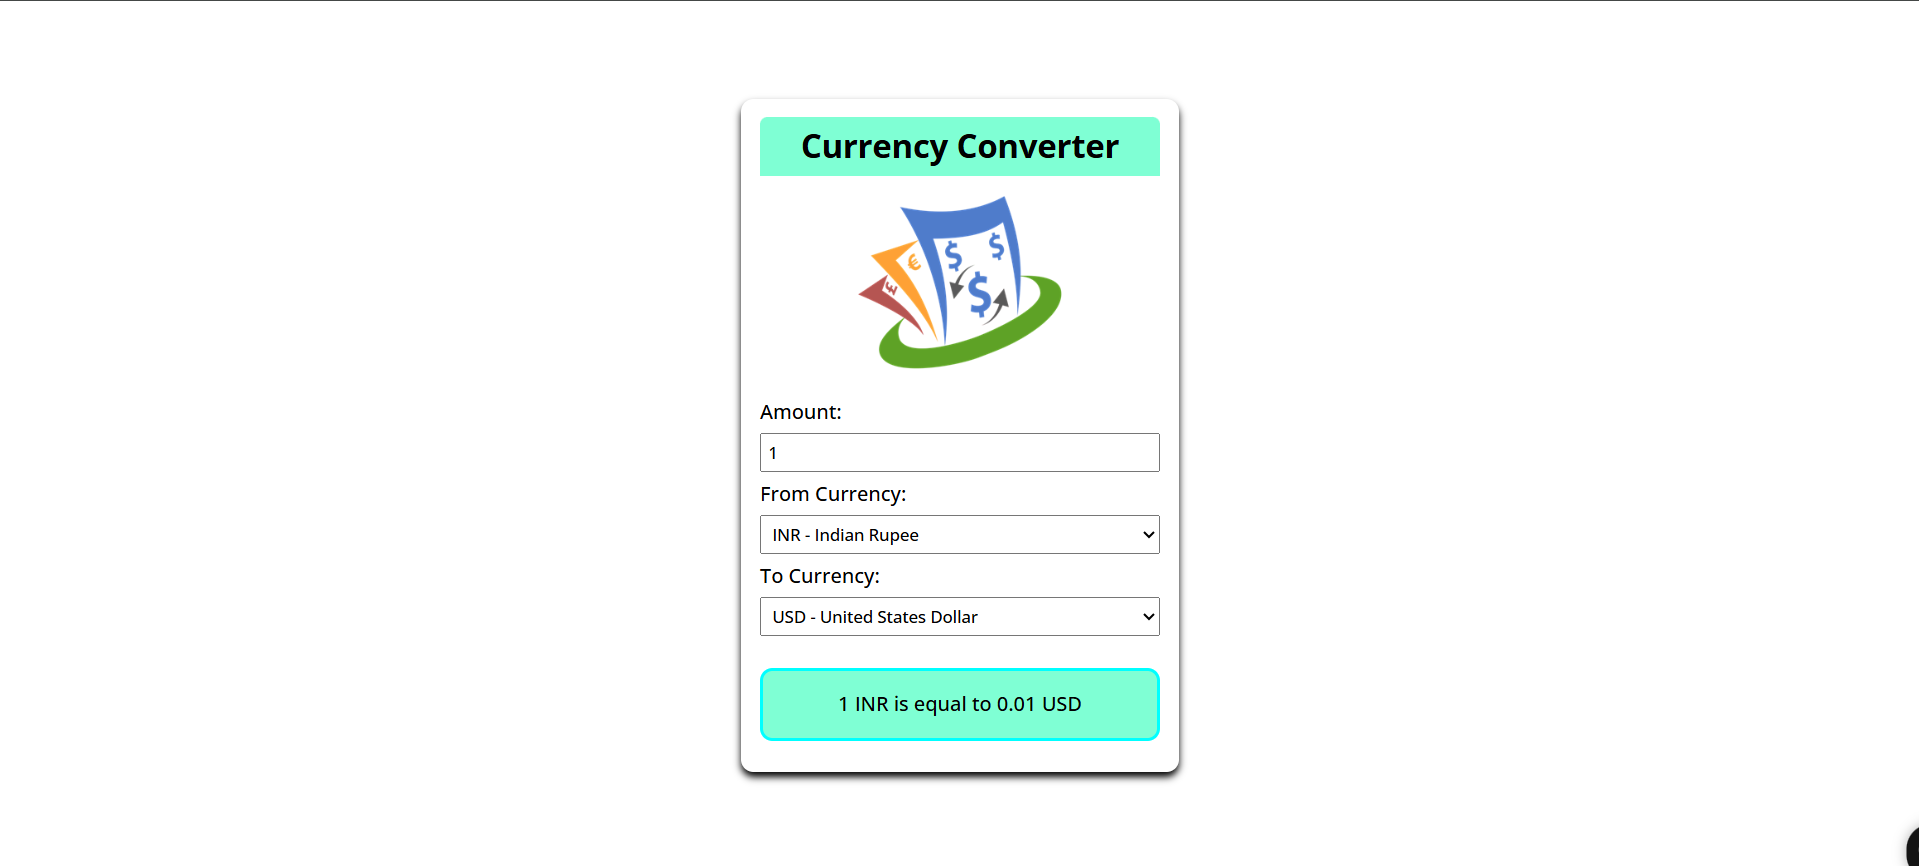 Currency Converter
£ € $ $
$
Amount:
1
From Currency:
INR - Indian Rupee
To Currency:
USD - United States Dollar
1 INR is equal to 0.01 USD